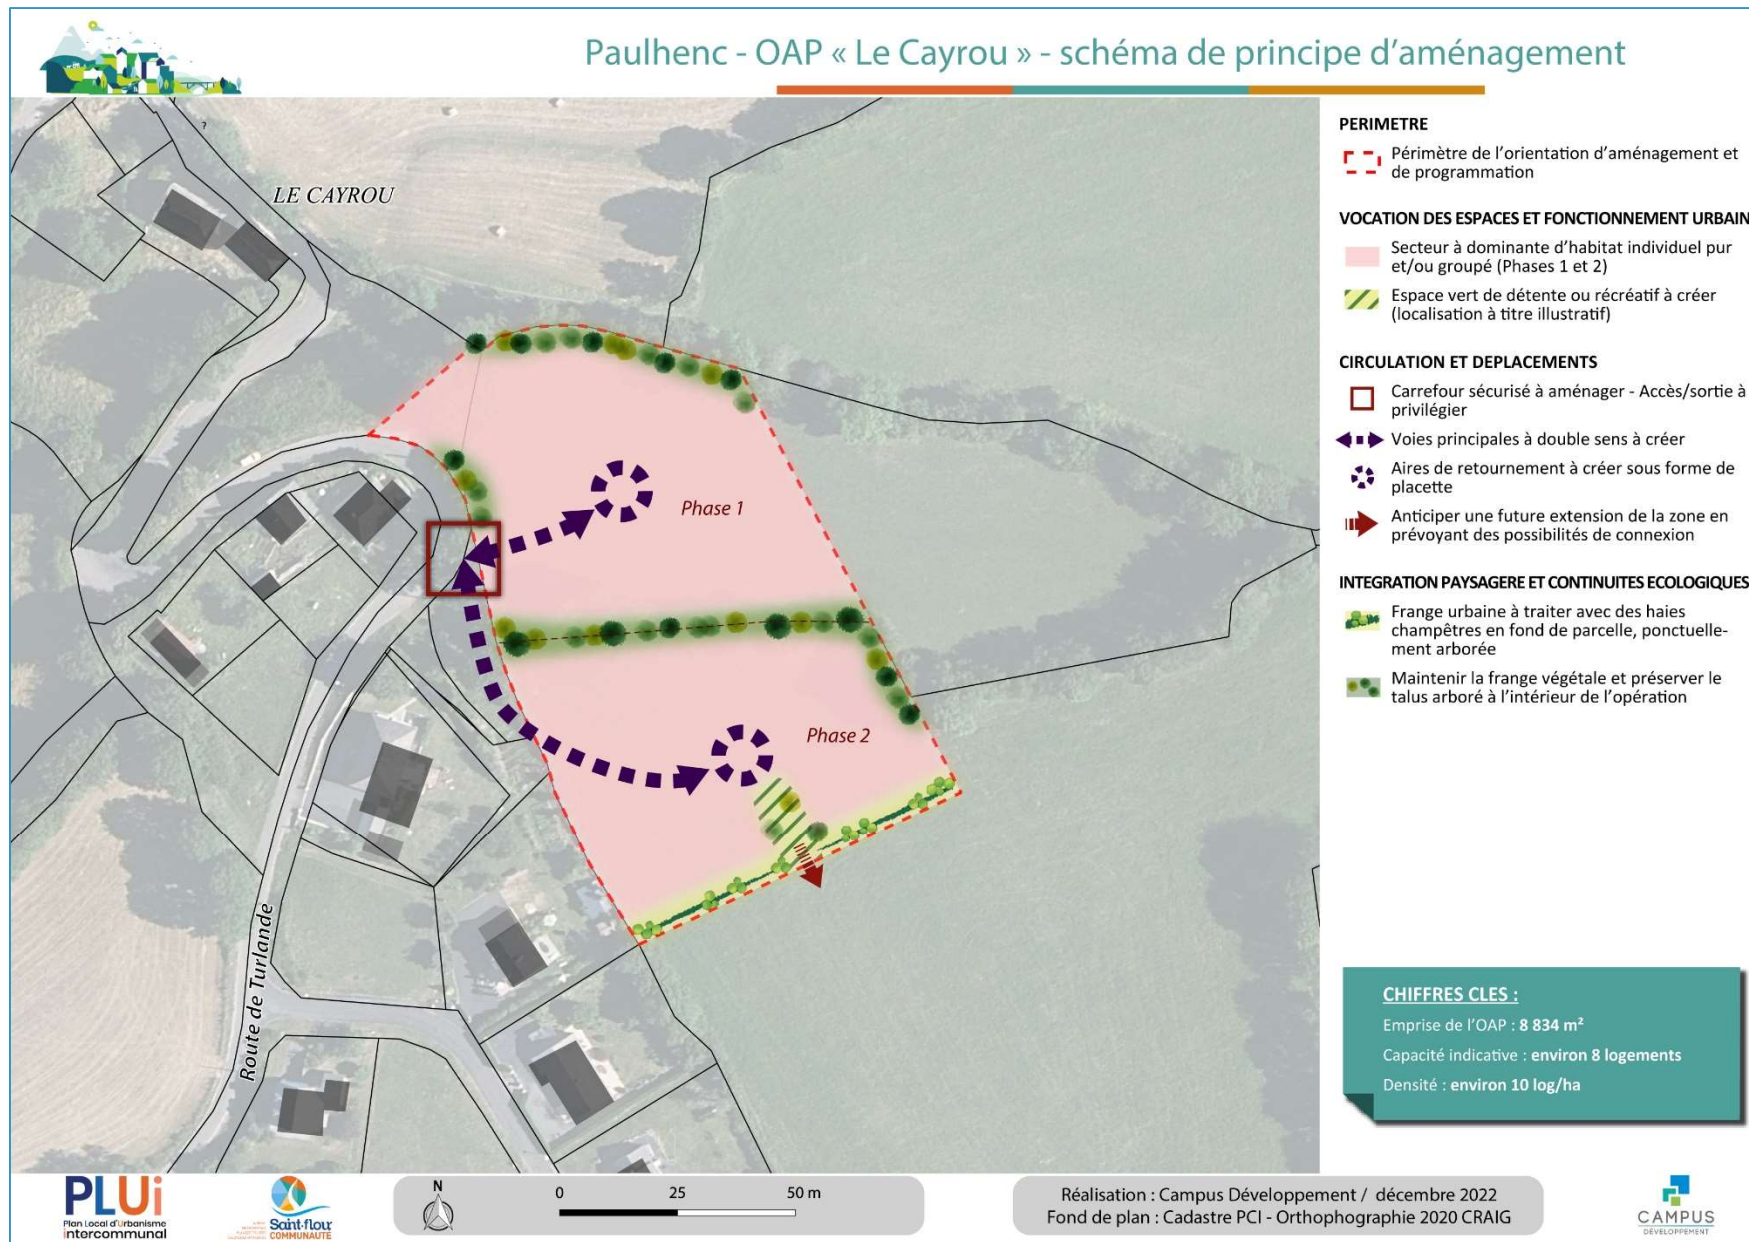 Paulhenc - OAP « Le Cayrou » - schéma de principe d'aménagement
?
LE CAYROU
Phase 1
Phase 2
Route de Turlande
PERIMETRE
Périmètre de l'orientation d'aménagement et
de programmation
VOCATION DES ESPACES ET FONCTIONNEMENT URBAIN
Secteur à dominante d'habitat individuel pur
et/ou groupé (Phases 1 et 2)
Espace vert de détente ou récréatif à créer
(localisation à titre illustratif)
CIRCULATION ET DEPLACEMENTS
Carrefour sécurisé à aménager - Accès/sortie à
privilégier
Voies principales à double sens à créer
Aires de retournement à créer sous forme de
placette
Anticiper une future extension de la zone en
prévoyant des possibilités de connexion
INTEGRATION PAYSAGERE ET CONTINUITES ECOLOGIQUES
Frange urbaine à traiter avec des haies
champêtres en fond de parcelle, ponctuelle-
ment arborée
Maintenir la frange végétale et préserver le
talus arboré à l'intérieur de l'opération
CHIFFRES CLES :
Emprise de l'OAP : 8 834 m²
Capacité indicative : environ 8 logements
Densité : environ 10 log/ha
PLUi
Plan Local d'Urbanisme
intercommunal
Saint-flour
COMMUNAUTÉ
N
0 25 50 m
Réalisation : Campus Développement / décembre 2022
Fond de plan : Cadastre PCI - Orthophographie 2020 CRAIG
CAMPUS
DÉVELOPPEMENT